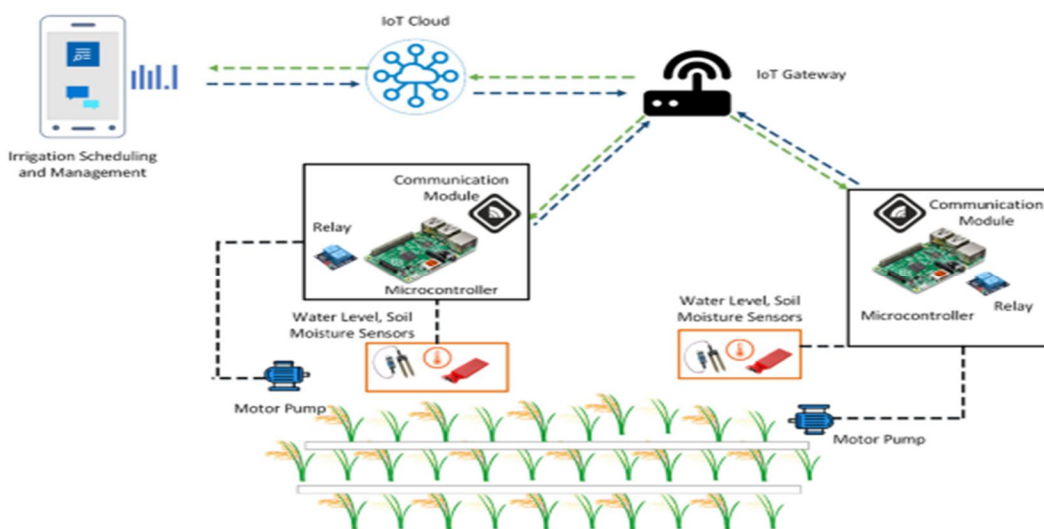 IoT Cloud
IoT Gateway
Irrigation Scheduling
and Management
Communication
Module
Relay
Microcontroller
Communication
Module
Relay
Microcontroller
Water Level, Soil
Moisture Sensors
Water Level, Soil
Moisture Sensors
Motor Pump
Motor Pump